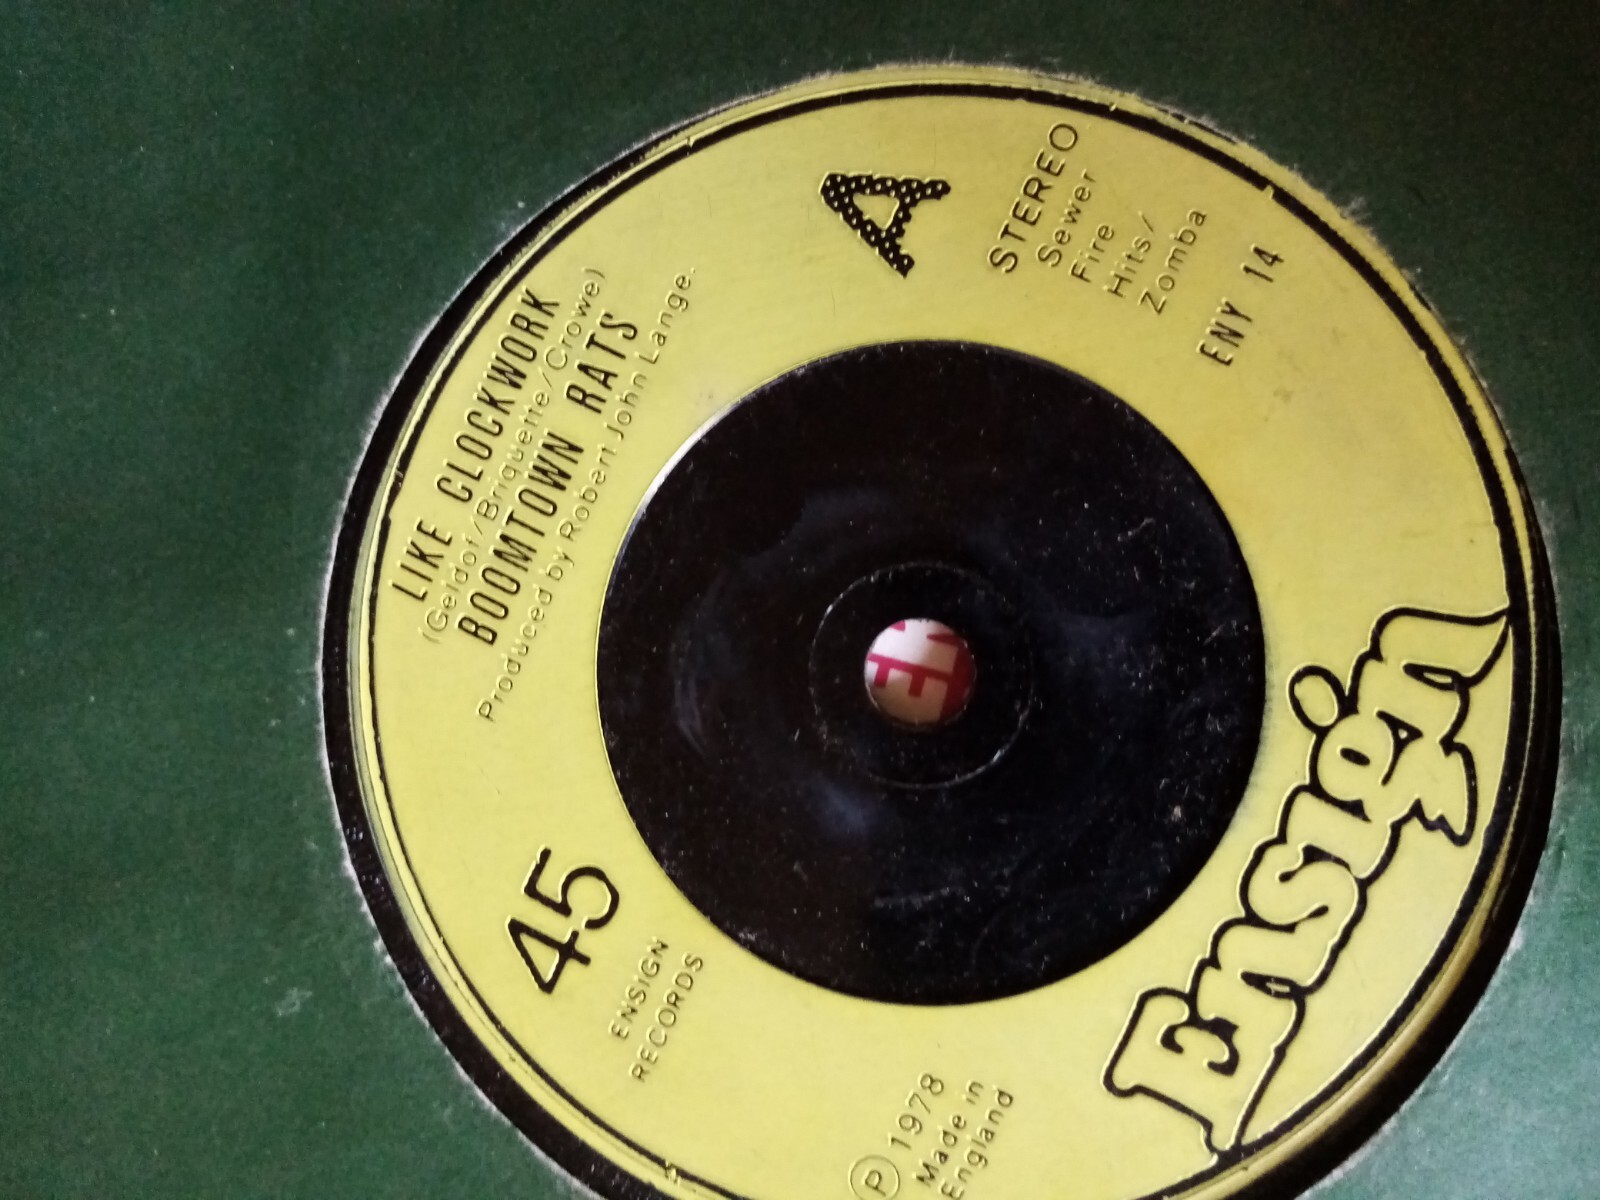 Ensign
ENY 14
STEREO
Sewer
Fire
Hits/
Zomba
A
45
ENSIGN
RECORDS
Ⓟ 1978
Made in
England
LIKE CLOCKWORK
(Geldof/Briquette/Crowe)
BOOMTOWN RATS
Produced by Robert John Lange.